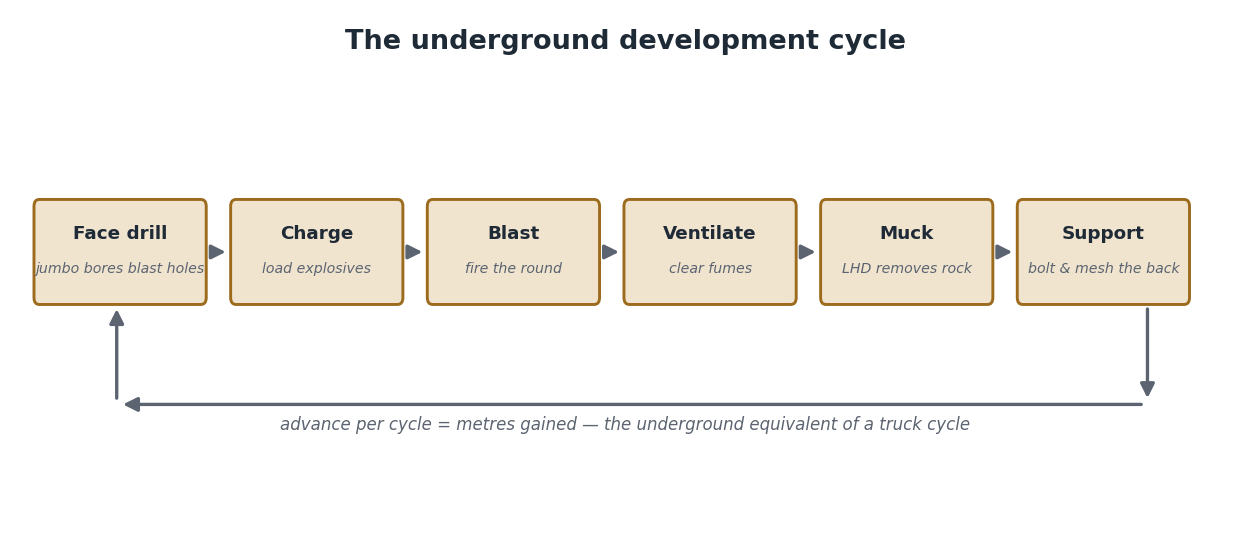 The underground development cycle
Face drill
jumbo bores blast holes
Charge
load explosives
Blast
fire the round
Ventilate
clear fumes
Muck
LHD removes rock
Support
bolt & mesh the back
advance per cycle = metres gained — the underground equivalent of a truck cycle